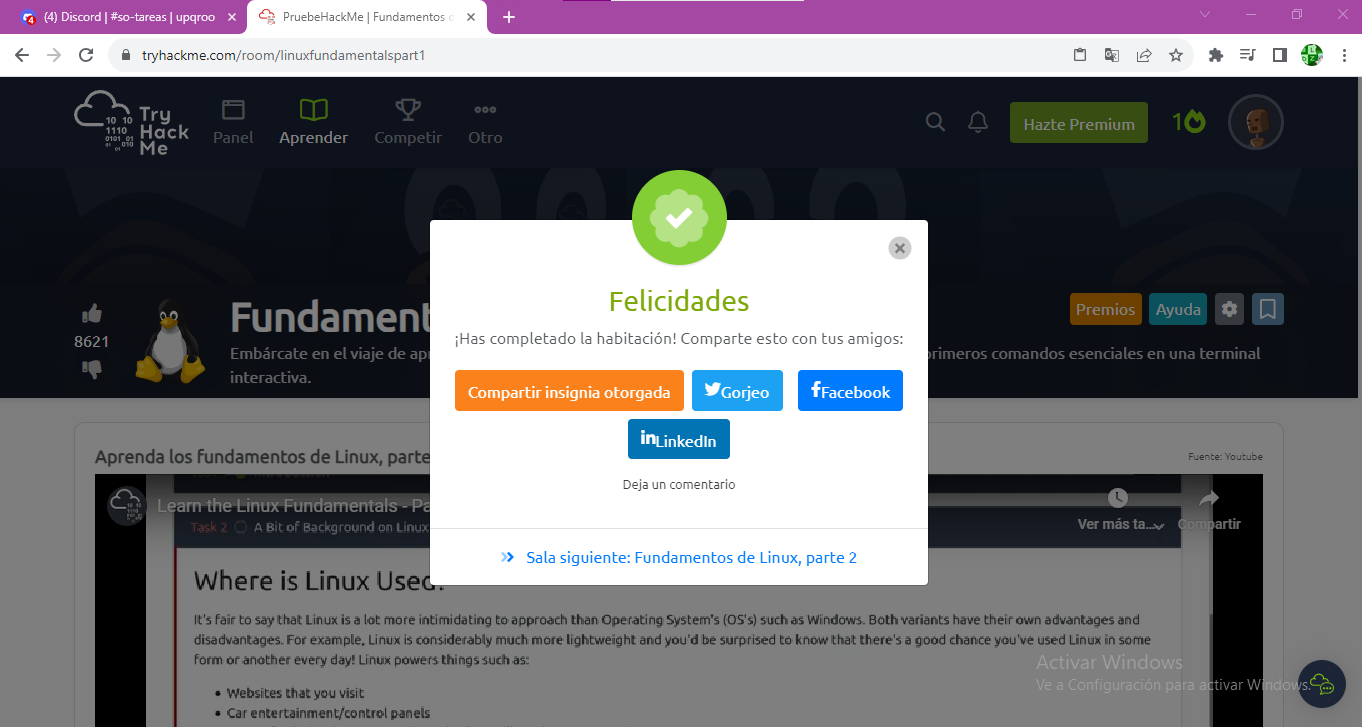 (4) Discord | #so-tareas | upqroo
PruebeHackMe | Fundamentos d
tryhackme.com/room/linuxfundamentalspart1
Try Hack Me
10 10
1110
0101 01
01 010
Panel
Aprender
Competir
Otro
Hazte Premium
1
Felicidades
¡Has completado la habitación! Comparte esto con tus amigos:
Compartir insignia otorgada
Gorjeo
Facebook
LinkedIn
Deja un comentario
Sala siguiente: Fundamentos de Linux, parte 2
8621
Fundament
Premios
Ayuda
Embárcate en el viaje de apr
primeros comandos esenciales en una terminal
interactiva.
Aprenda los fundamentos de Linux, parte
Fuente: Youtube
Learn the Linux Fundamentals - Pa
Ver más ta...
Compartir
Task 2 A Bit of Background on Linux
Where is Linux Used?
It's fair to say that Linux is a lot more intimidating to approach than Operating System's (OS's) such as Windows. Both variants have their own advantages and
disadvantages. For example, Linux is considerably much more lightweight and you'd be surprised to know that there's a good chance you've used Linux in some
form or another every day! Linux powers things such as:
Websites that you visit
Car entertainment/control panels
Activar Windows
Ve a Configuración para activar Windows.